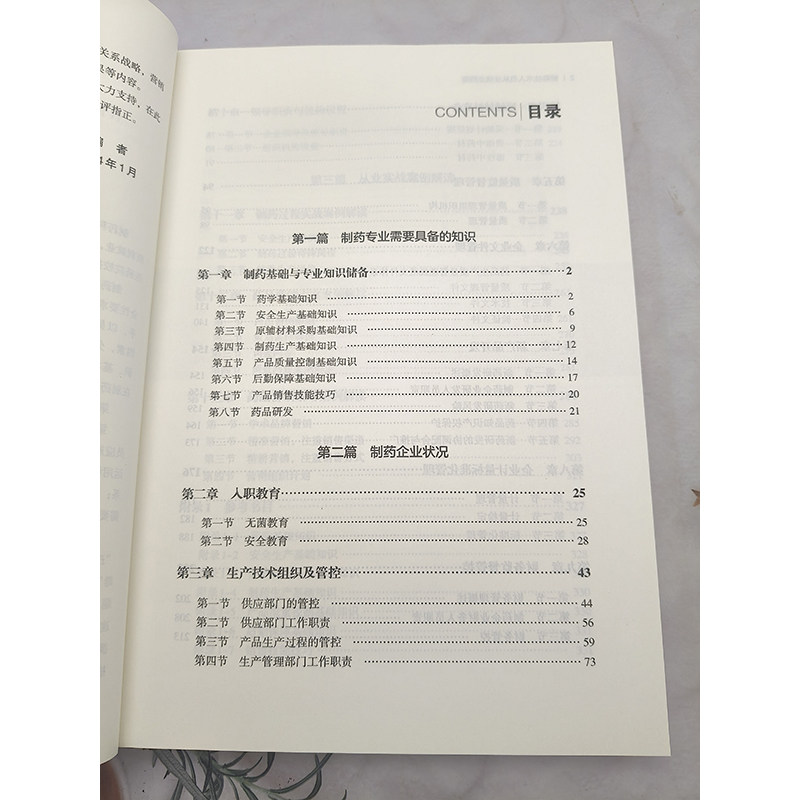 关系战略，营销
是等内容。
大力支持，在此
评指正。
编 者
4年1月
CONTENTS 目录
第一篇 制药专业需要具备的知识
第一章 制药基础与专业知识储备 2
第一节 药学基础知识 2
第二节 安全生产基础知识 6
第三节 原辅材料采购基础知识 9
第四节 制药生产基础知识 12
第五节 产品质量控制基础知识 14
第六节 后勤保障基础知识 17
第七节 产品销售技能技巧 20
第八节 药品研发 21
第二篇 制药企业状况
第二章 入职教育 25
第一节 无菌教育 25
第二节 安全教育 28
第三章 生产技术组织及管控 43
第一节 供应部门的管控 44
第二节 供应部门工作职责 56
第三节 产品生产过程的管控 59
第四节 生产管理部门工作职责 73